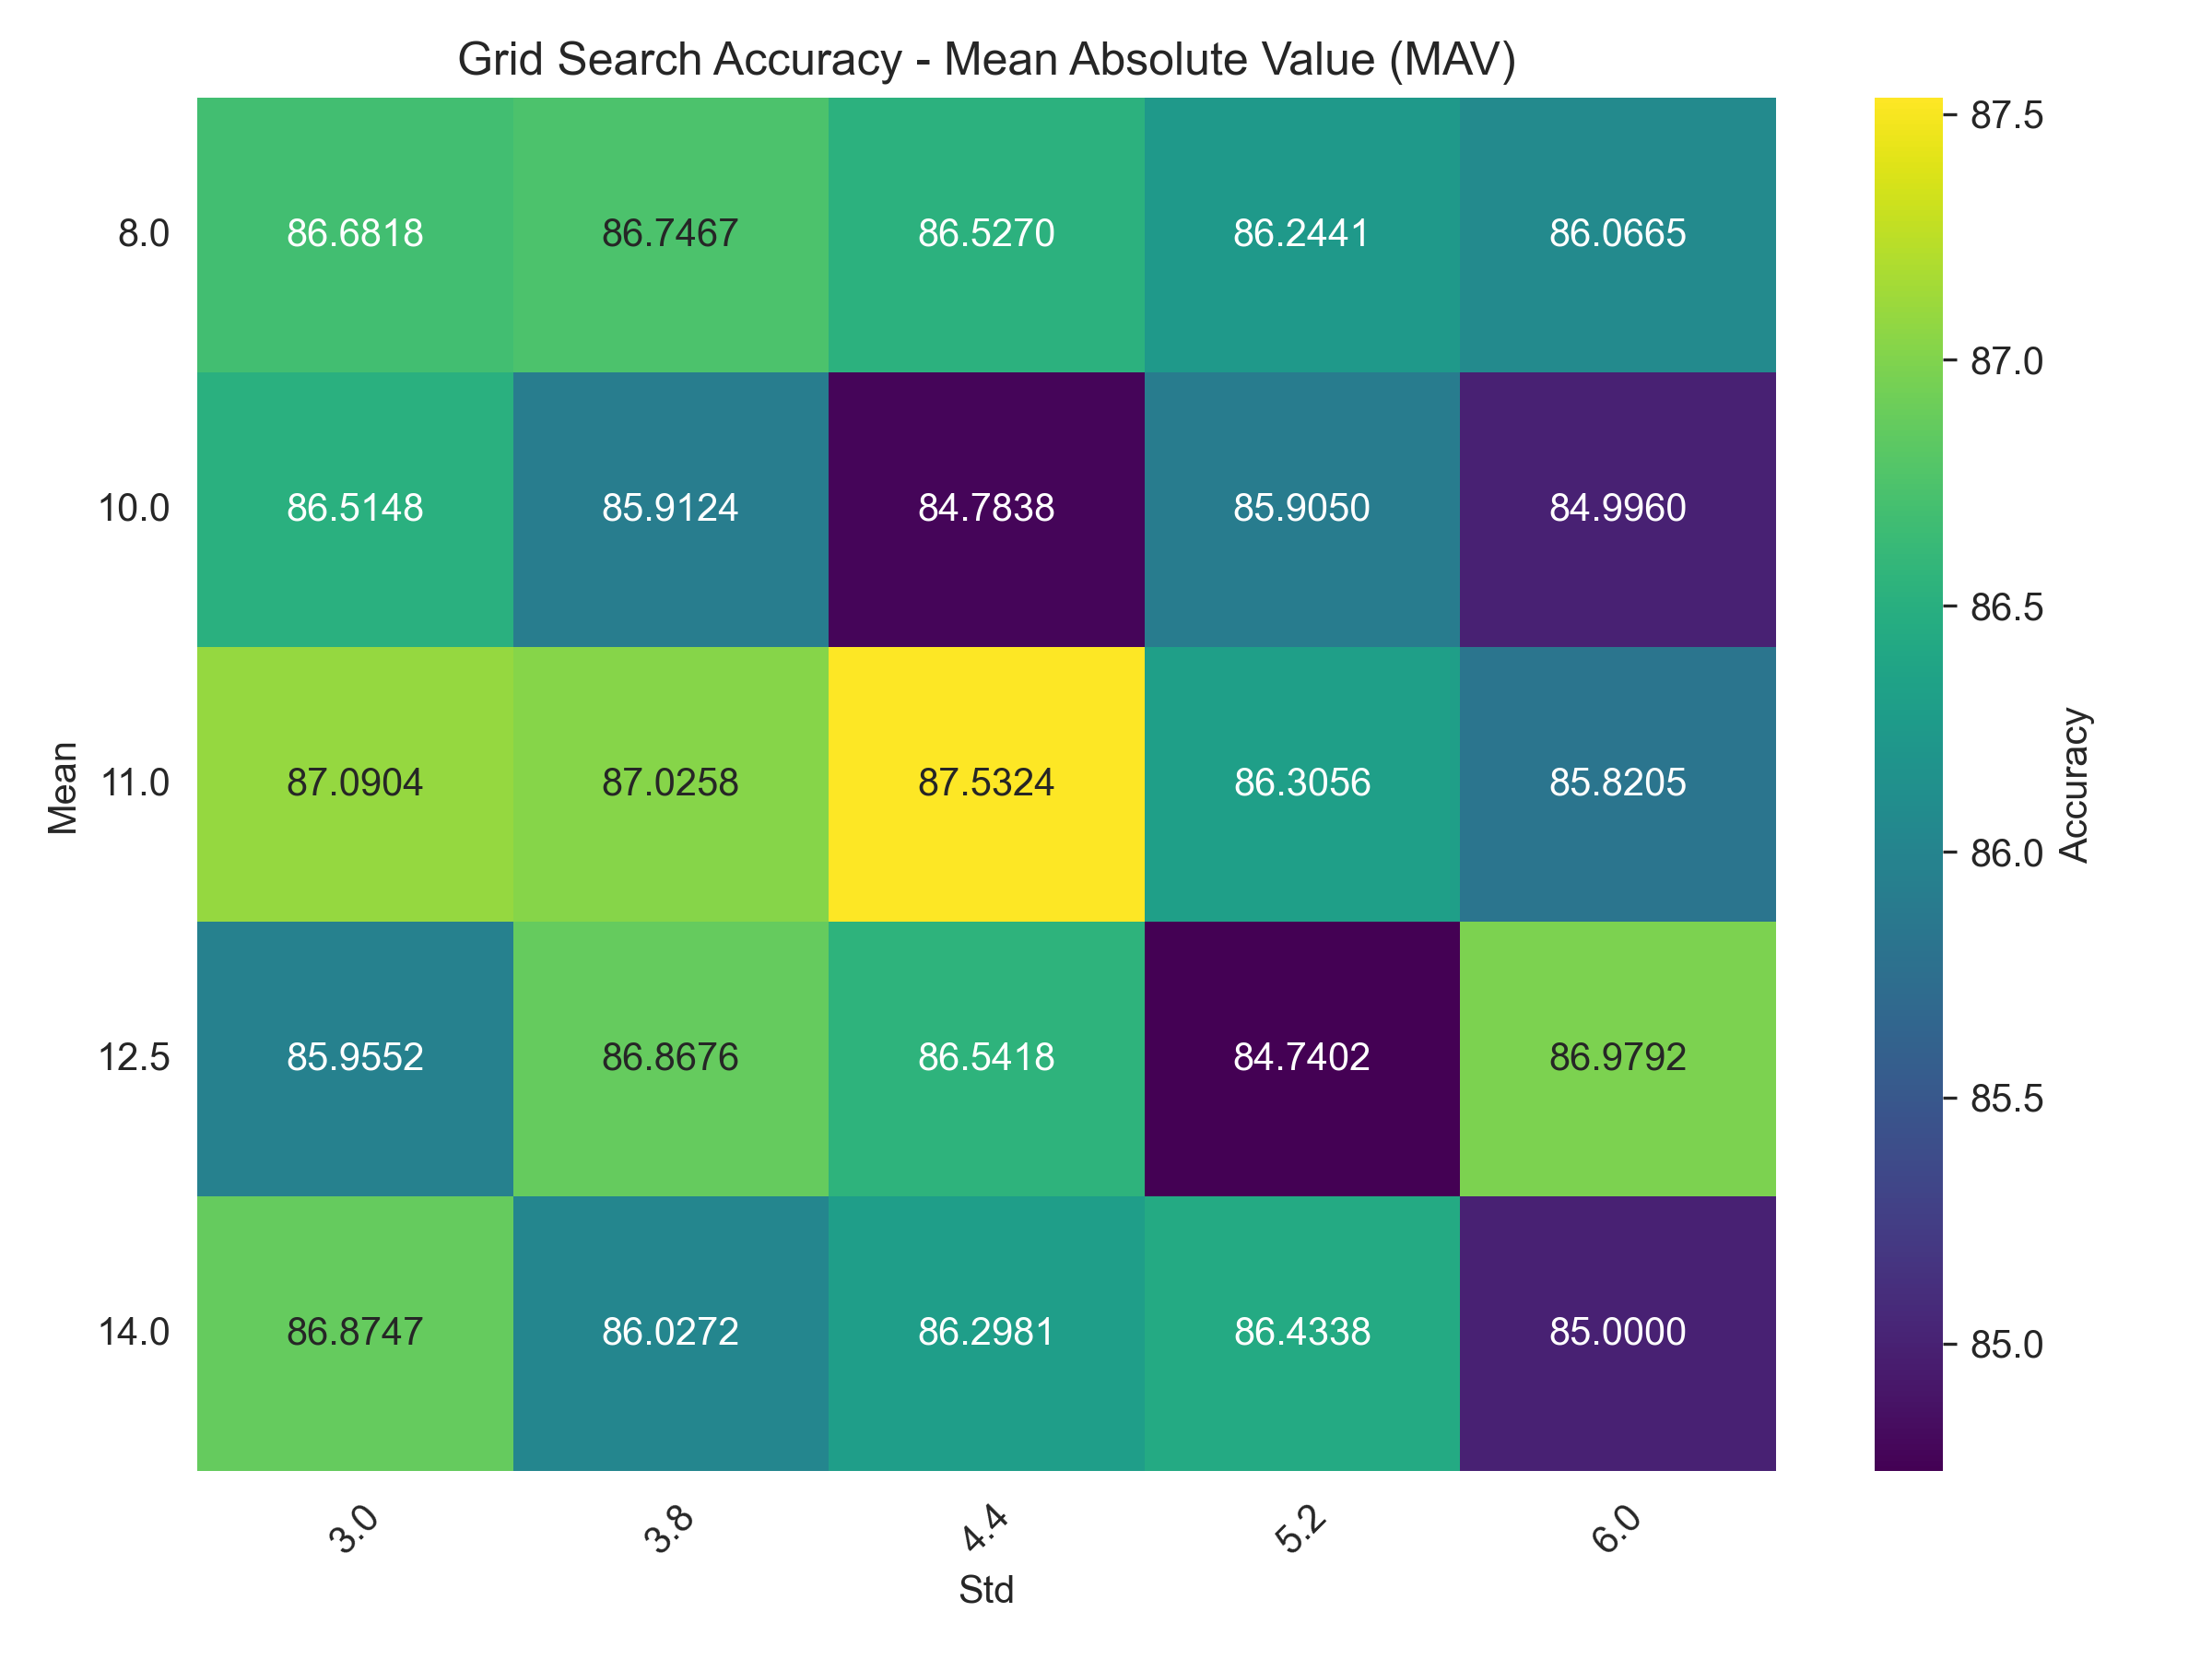 Grid Search Accuracy - Mean Absolute Value (MAV)
8.0 86.6818 86.7467 86.5270 86.2441 86.0665
10.0 86.5148 85.9124 84.7838 85.9050 84.9960
11.0 87.0904 87.0258 87.5324 86.3056 85.8205
12.5 85.9552 86.8676 86.5418 84.7402 86.9792
14.0 86.8747 86.0272 86.2981 86.4338 85.0000
Mean
3.0 3.8 4.4 5.2 6.0
Std
87.5
87.0
86.5
86.0
85.5
85.0
Accuracy